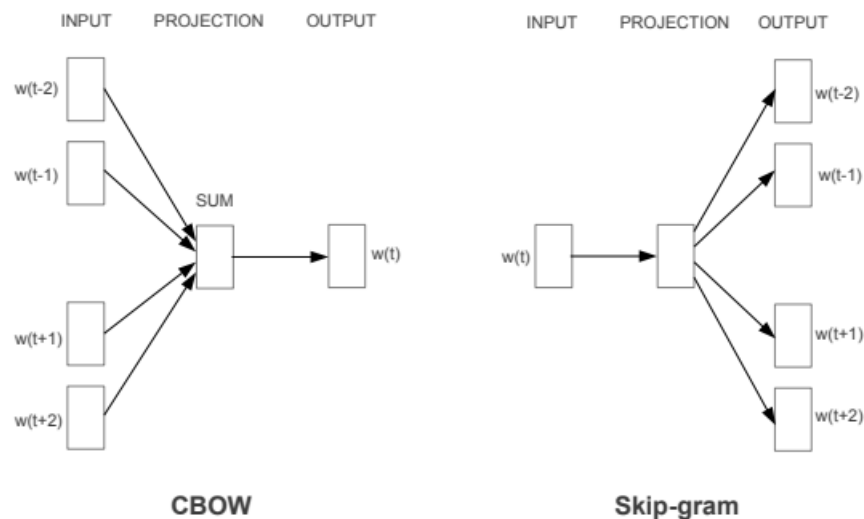 INPUT PROJECTION OUTPUT
w(t-2)
w(t-1)
SUM
w(t)
w(t+1)
w(t+2)
CBOW
INPUT PROJECTION OUTPUT
w(t-2)
w(t-1)
w(t)
w(t+1)
w(t+2)
Skip-gram